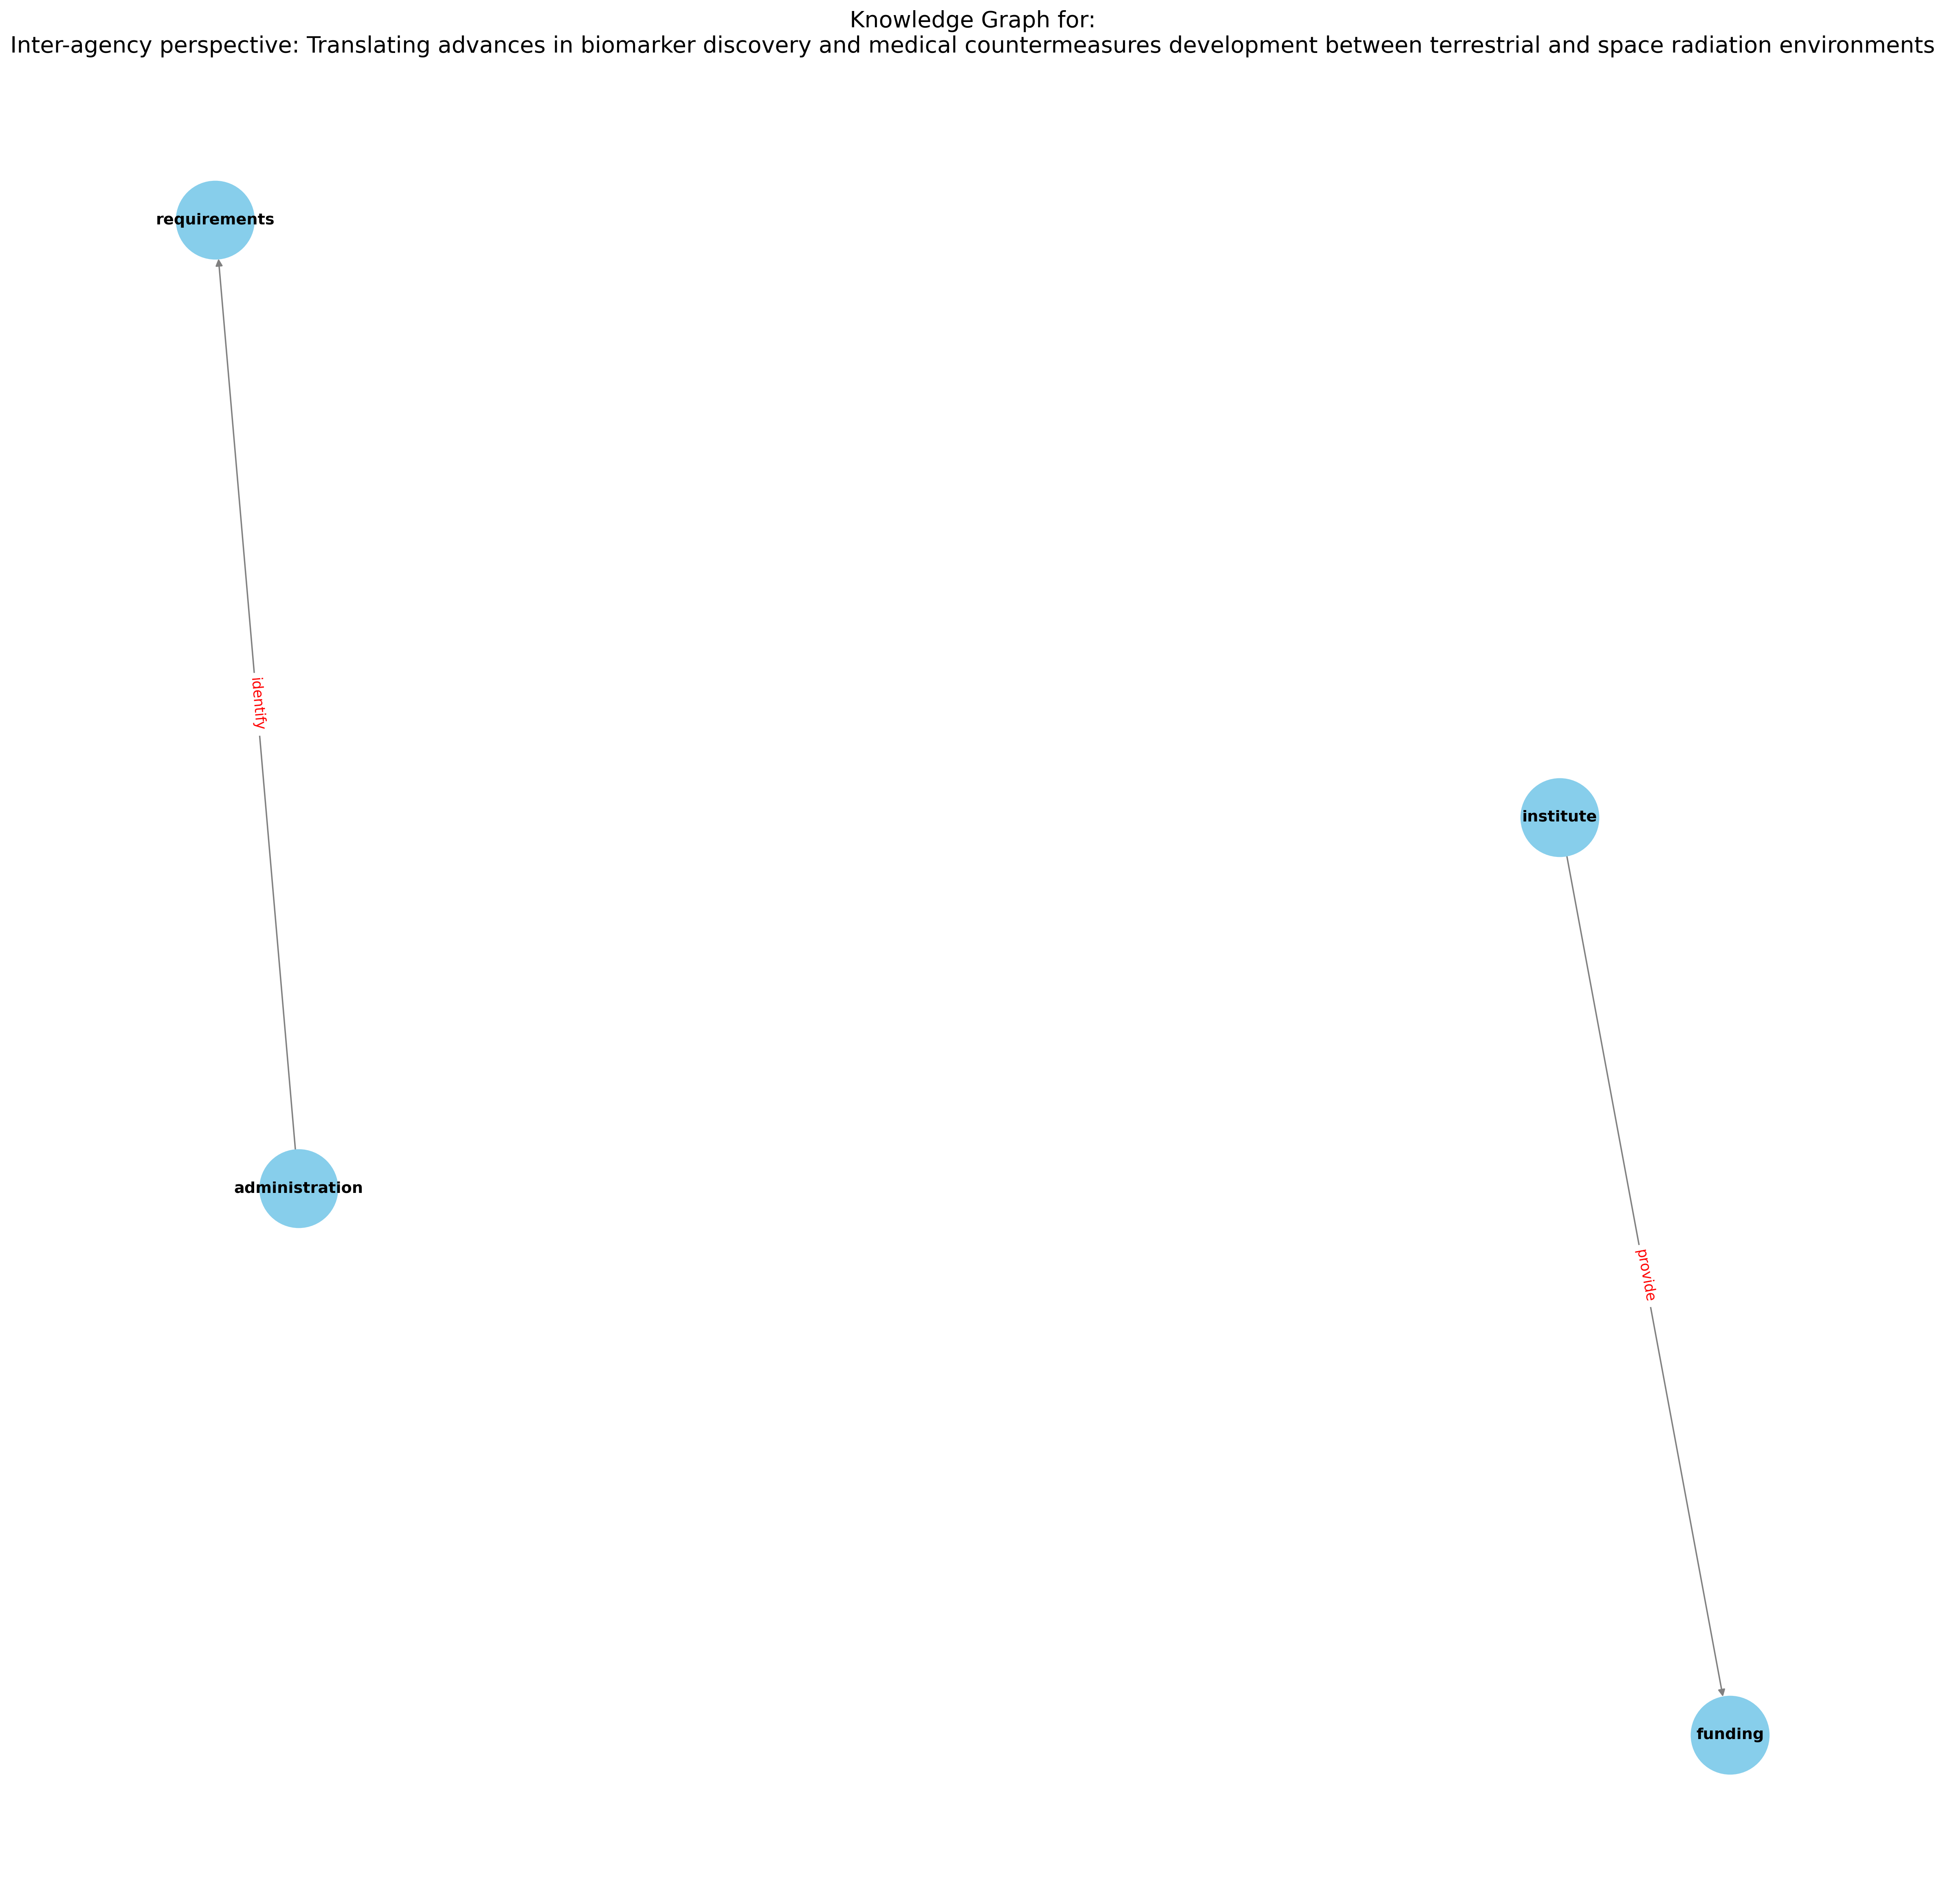 Knowledge Graph for:
Inter-agency perspective: Translating advances in biomarker discovery and medical countermeasures development between terrestrial and space radiation environments
requirements
identify
institute
administration
provide
funding